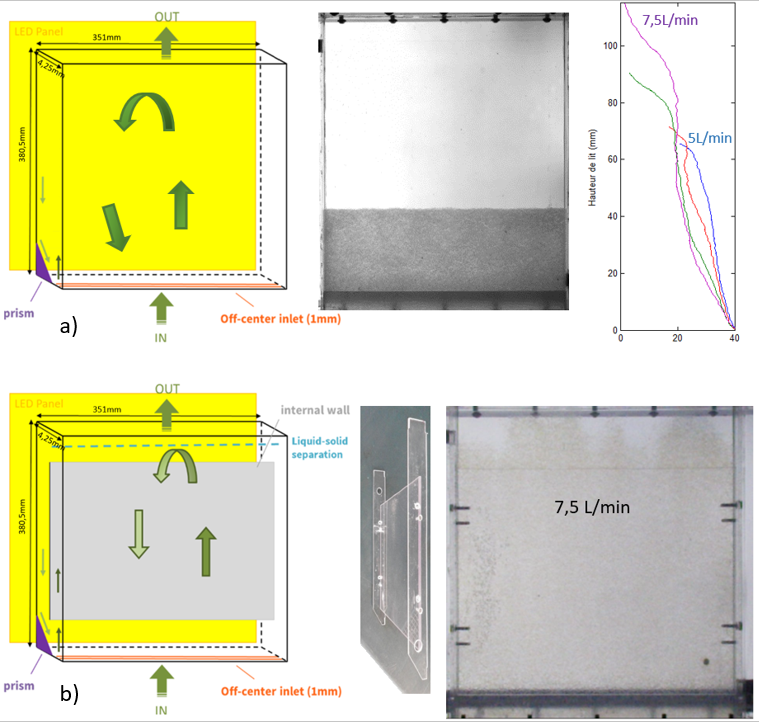 OUT
LED Panel
351mm
4,25mm
380,5mm
prism
Off-center inlet (1mm)
IN
a)
7,5L/min
5L/min
Hauteur de lit (mm)
100
80
60
40
20
0
0
20
40
OUT
LED Panel
351mm
internal wall
4,25mm
Liquid-solid
separation
380,5mm
prism
Off-center inlet (1mm)
IN
b)
7,5 L/min